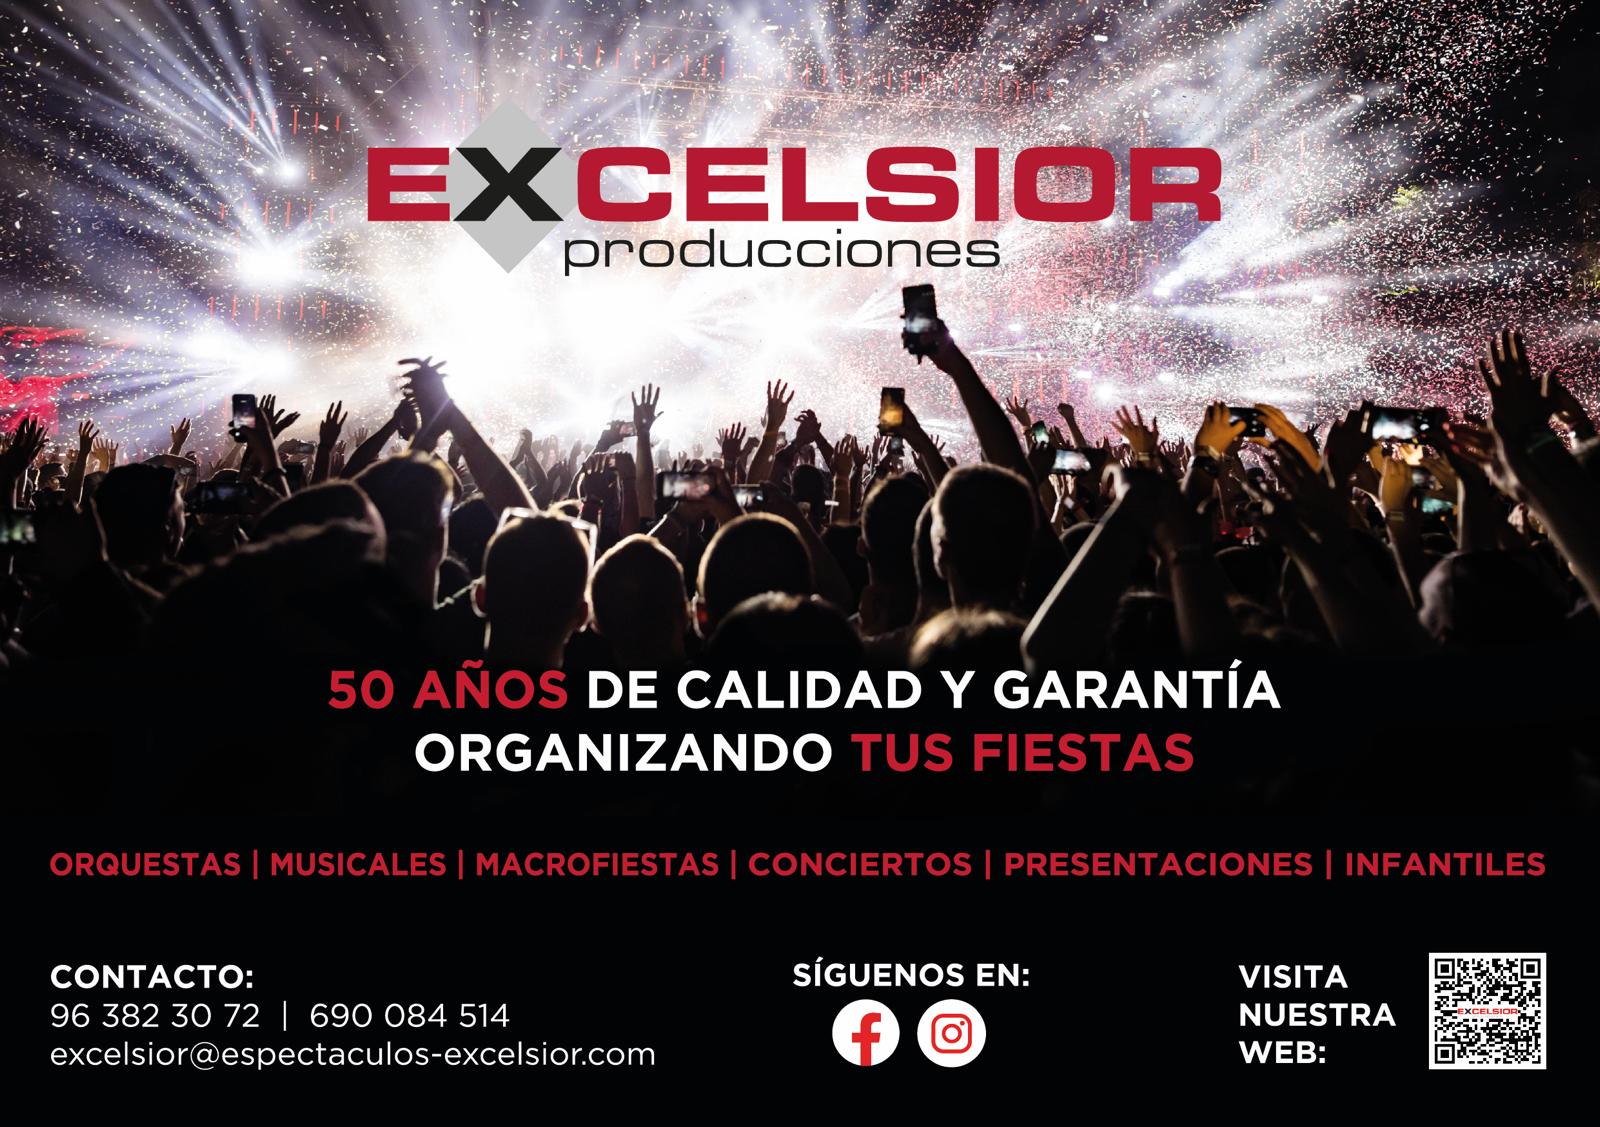 EXCELSIOR
producciones
50 AÑOS DE CALIDAD Y GARANTÍA
ORGANIZANDO TUS FIESTAS
ORQUESTAS | MUSICALES | MACROFIESTAS | CONCIERTOS | PRESENTACIONES | INFANTILES
CONTACTO:
96 382 30 72 | 690 084 514
excelsior@espectaculos-excelsior.com
SÍGUENOS EN:
VISITA
NUESTRA
WEB:
EXCELSIOR